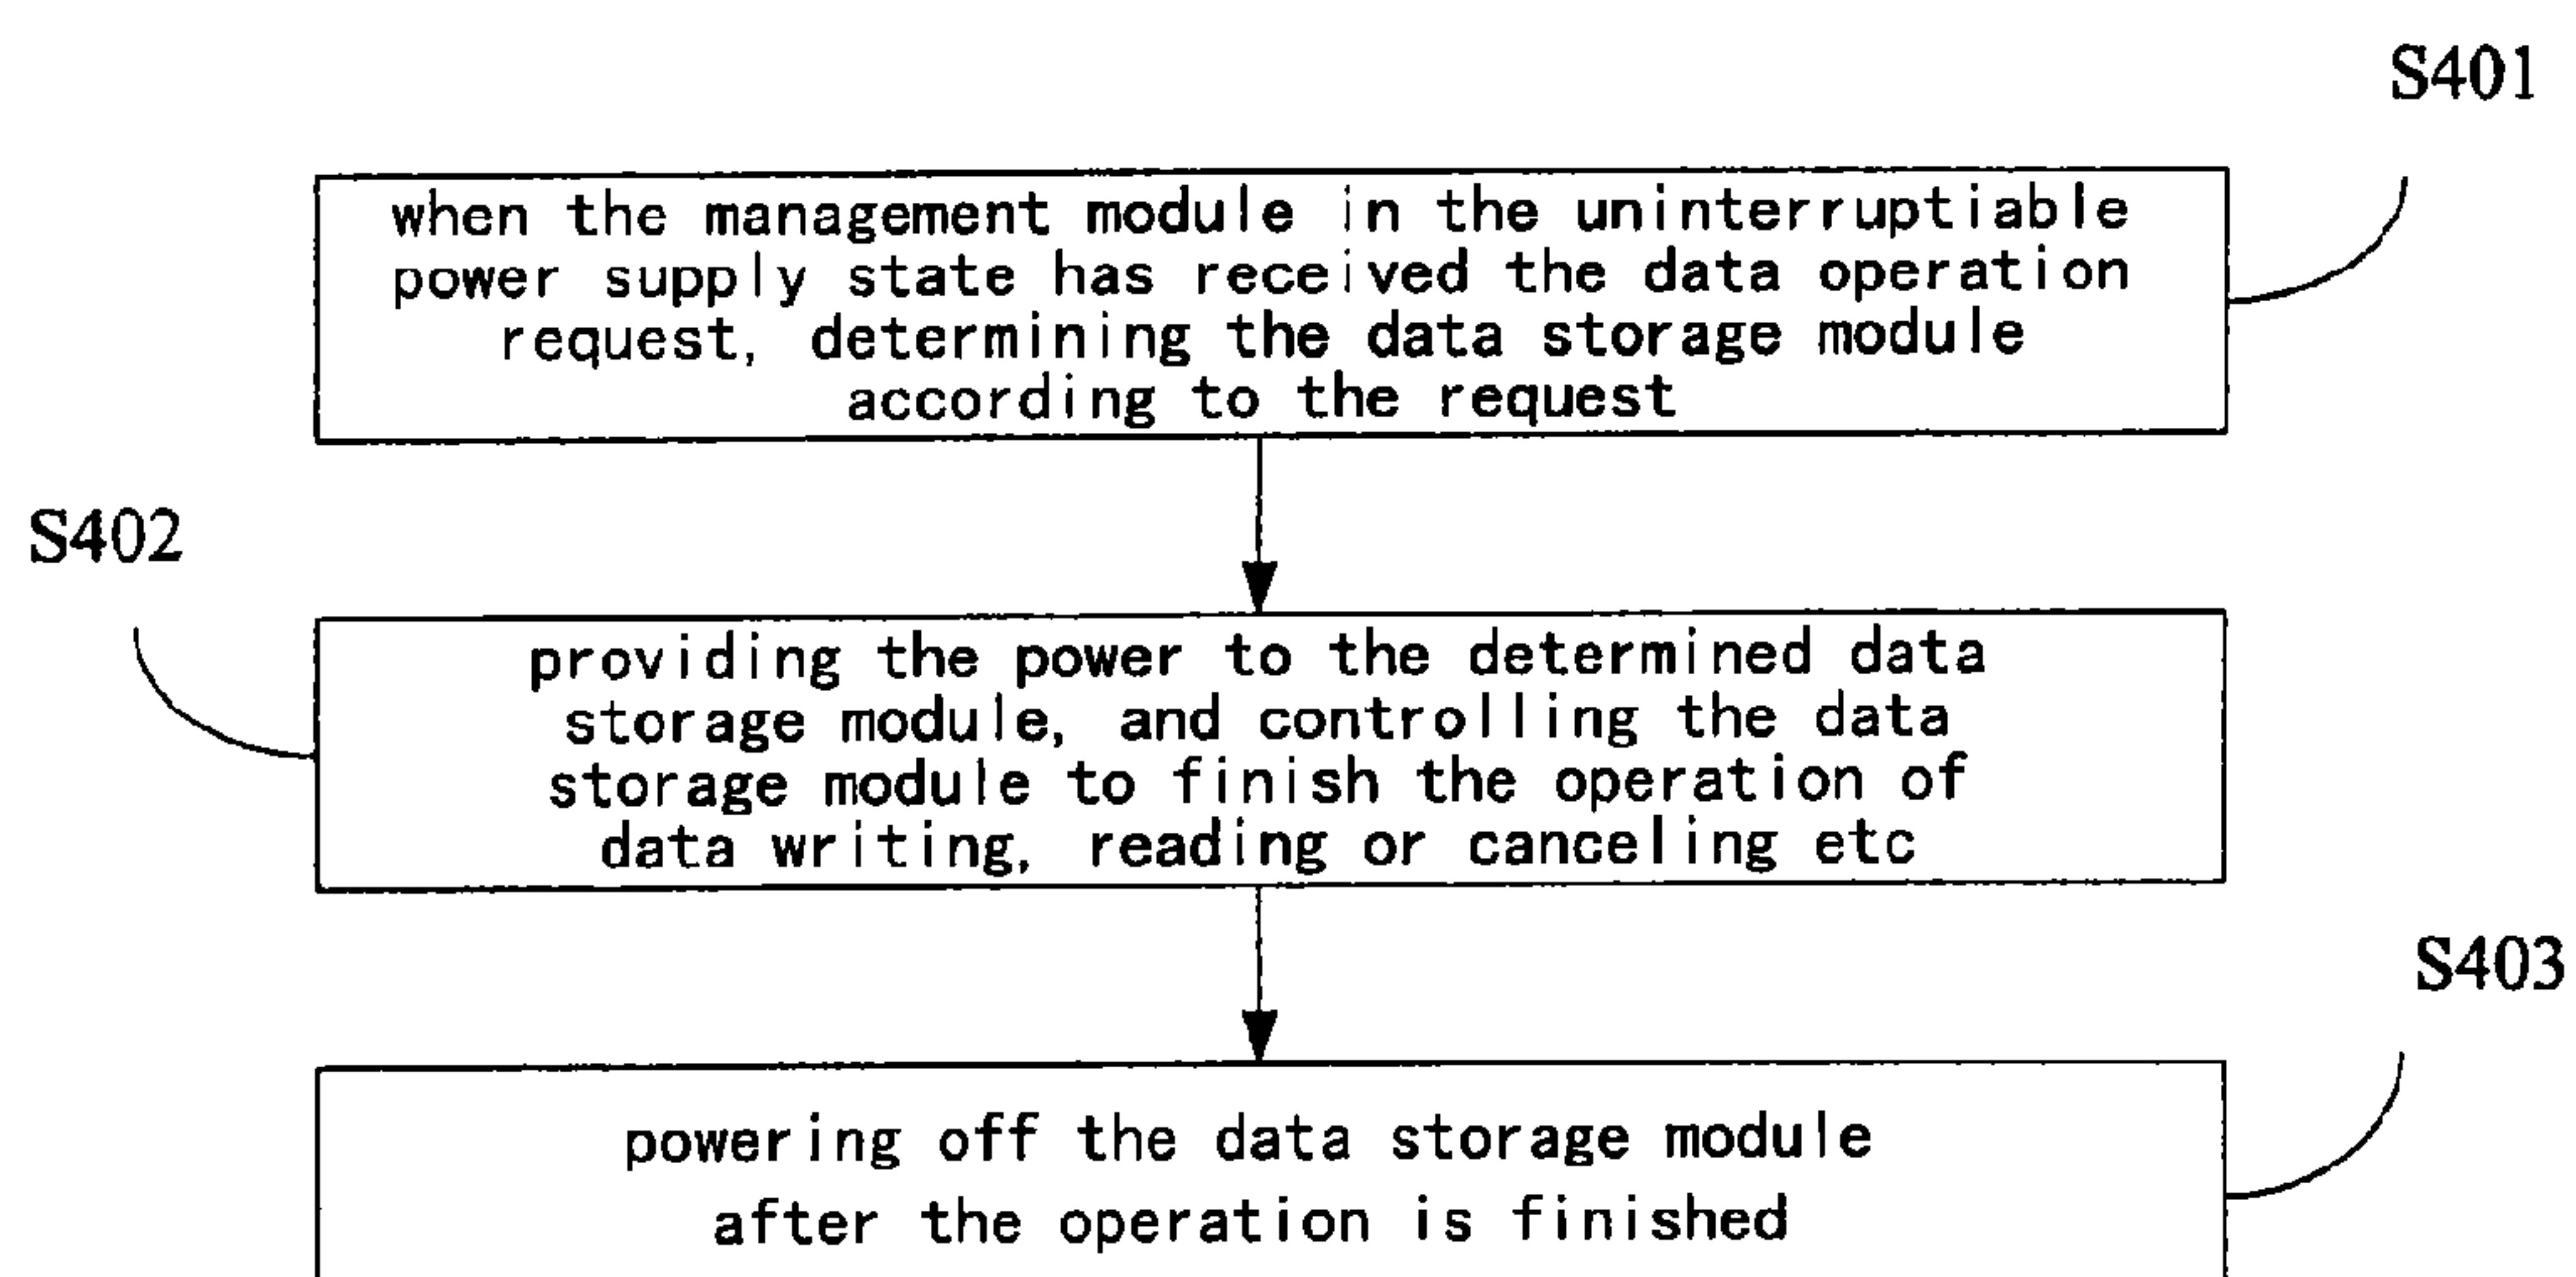 S401
when the management module in the uninterruptiable
power supply state has received the data operation
request, determining the data storage module
according to the request
S402
providing the power to the determined data
storage module, and controlling the data
storage module to finish the operation of
data writing, reading or canceling etc
S403
powering off the data storage module
after the operation is finished